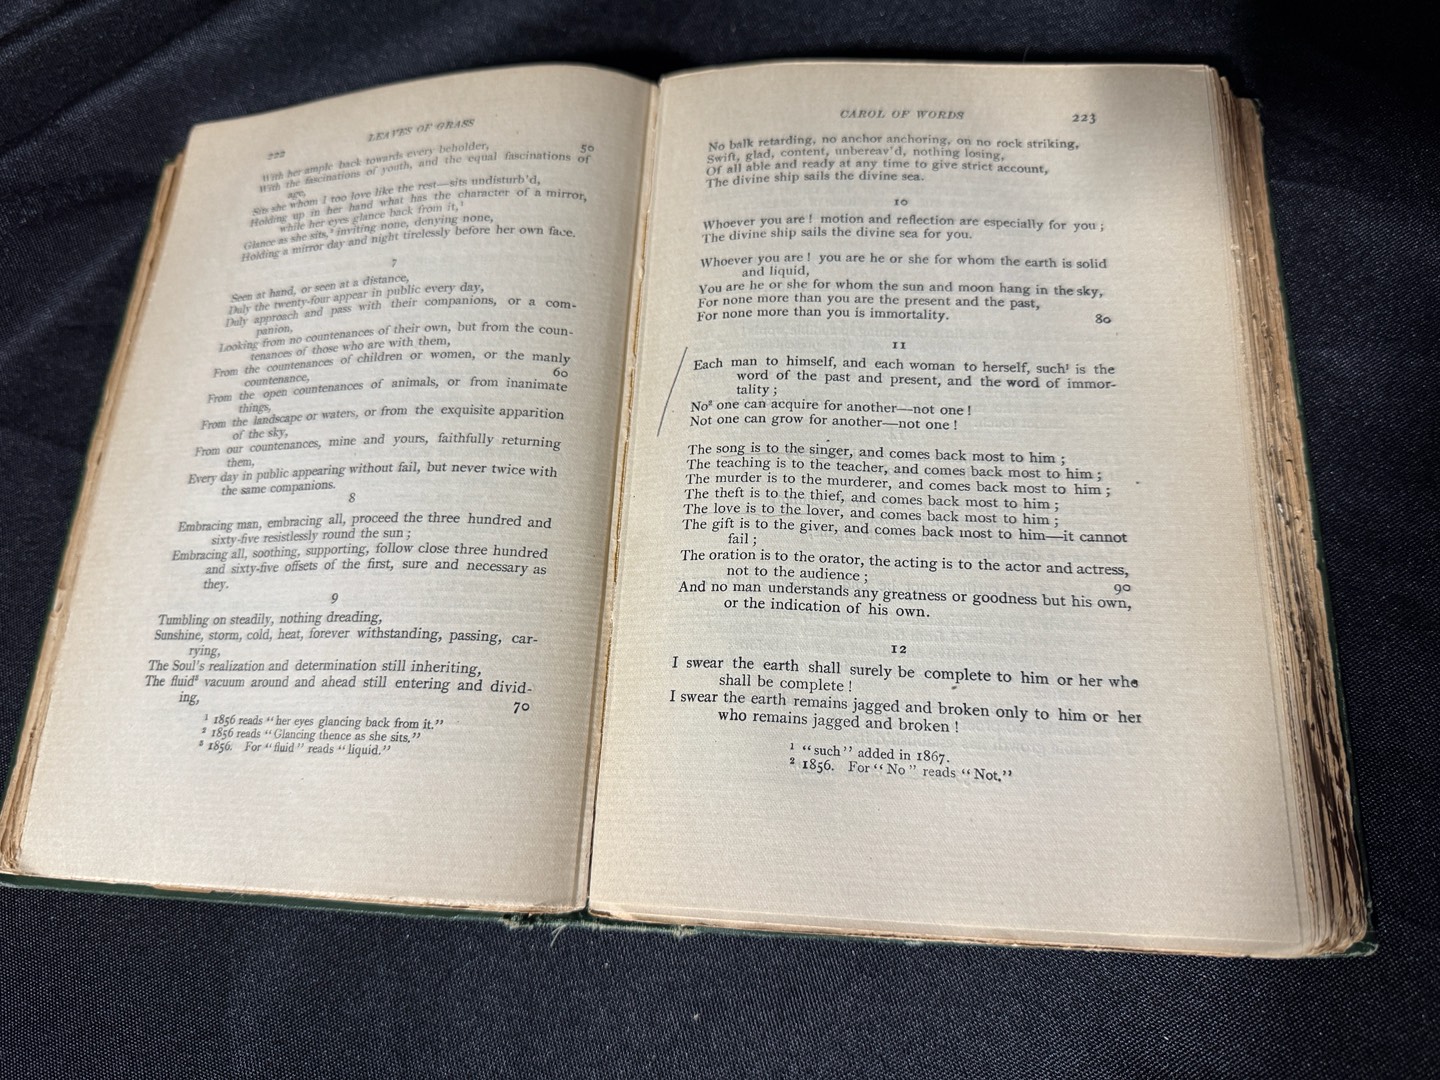 222
LEAVES OF GRASS
With her ample back towards every beholder, 50
With the fascinations of youth, and the equal fascinations of
age,
Sits she whom I too love like the rest—sits undisturb'd,
Holding up in her hand what has the character of a mirror,
while her eyes glance back from it,¹
Glance as she sits,² inviting none, denying none,
Holding a mirror day and night tirelessly before her own face.
7
Seen at hand, or seen at a distance,
Duly the twenty-four appear in public every day,
Duly approach and pass with their companions, or a com-
panion,
Looking from no countenances of their own, but from the coun-
tenances of those who are with them,
From the countenances of children or women, or the manly
countenance, 60
From the open countenances of animals, or from inanimate
things,
From the landscape or waters, or from the exquisite apparition
of the sky,
From our countenances, mine and yours, faithfully returning
them,
Every day in public appearing without fail, but never twice with
the same companions.
8
Embracing man, embracing all, proceed the three hundred and
sixty-five resistlessly round the sun ;
Embracing all, soothing, supporting, follow close three hundred
and sixty-five offsets of the first, sure and necessary as
they.
9
Tumbling on steadily, nothing dreading,
Sunshine, storm, cold, heat, forever withstanding, passing, car-
rying,
The Soul's realization and determination still inheriting,
The fluid³ vacuum around and ahead still entering and divid-
ing, 70
¹ 1856 reads "her eyes glancing back from it."
² 1856 reads "Glancing thence as she sits."
³ 1856. For "fluid" reads "liquid."
CAROL OF WORDS
223
No balk retarding, no anchor anchoring, on no rock striking,
Swift, glad, content, unbereav'd, nothing losing,
Of all able and ready at any time to give strict account,
The divine ship sails the divine sea.
10
Whoever you are ! motion and reflection are especially for you ;
The divine ship sails the divine sea for you.
Whoever you are ! you are he or she for whom the earth is solid
and liquid,
You are he or she for whom the sun and moon hang in the sky,
For none more than you are the present and the past,
For none more than you is immortality. 80
11
Each man to himself, and each woman to herself, such¹ is the
word of the past and present, and the word of immor-
tality ;
No² one can acquire for another—not one !
Not one can grow for another—not one !
The song is to the singer, and comes back most to him ;
The teaching is to the teacher, and comes back most to him ;
The murder is to the murderer, and comes back most to him ;
The theft is to the thief, and comes back most to him ;
The love is to the lover, and comes back most to him ;
The gift is to the giver, and comes back most to him—it cannot
fail ;
The oration is to the orator, the acting is to the actor and actress,
not to the audience ; 90
And no man understands any greatness or goodness but his own,
or the indication of his own.
12
I swear the earth shall surely be complete to him or her who
shall be complete !
I swear the earth remains jagged and broken only to him or her
who remains jagged and broken !
¹ "such" added in 1867.
² 1856. For "No" reads "Not."